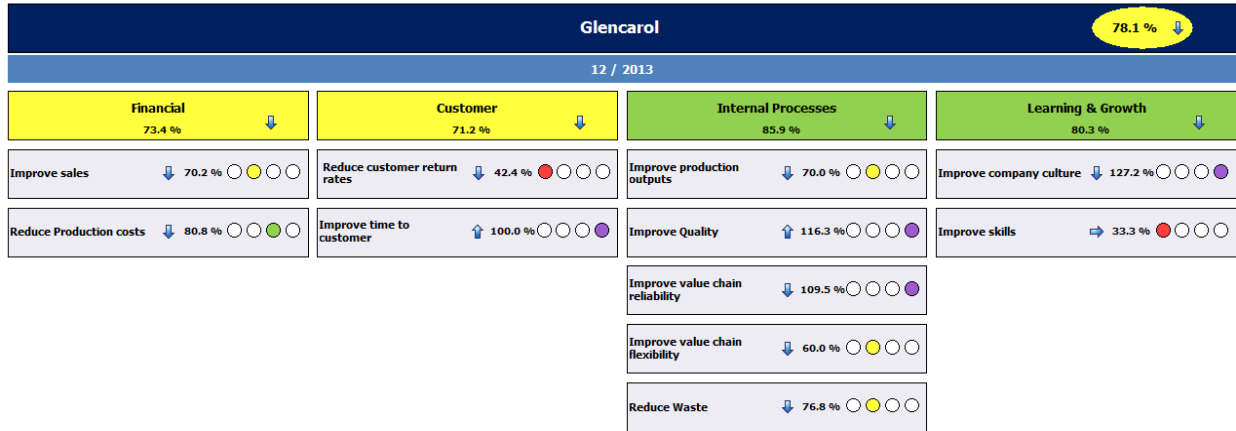 Glencarol
78.1 %
12 / 2013
Financial
73.4 %
Customer
71.2 %
Internal Processes
85.9 %
Learning & Growth
80.3 %
Improve sales
70.2 %
Reduce Production costs
80.8 %
Reduce customer return
rates
42.4 %
Improve time to
customer
100.0 %
Improve production
outputs
70.0 %
Improve Quality
116.3 %
Improve value chain
reliability
109.5 %
Improve value chain
flexibility
60.0 %
Reduce Waste
76.8 %
Improve company culture
127.2 %
Improve skills
33.3 %